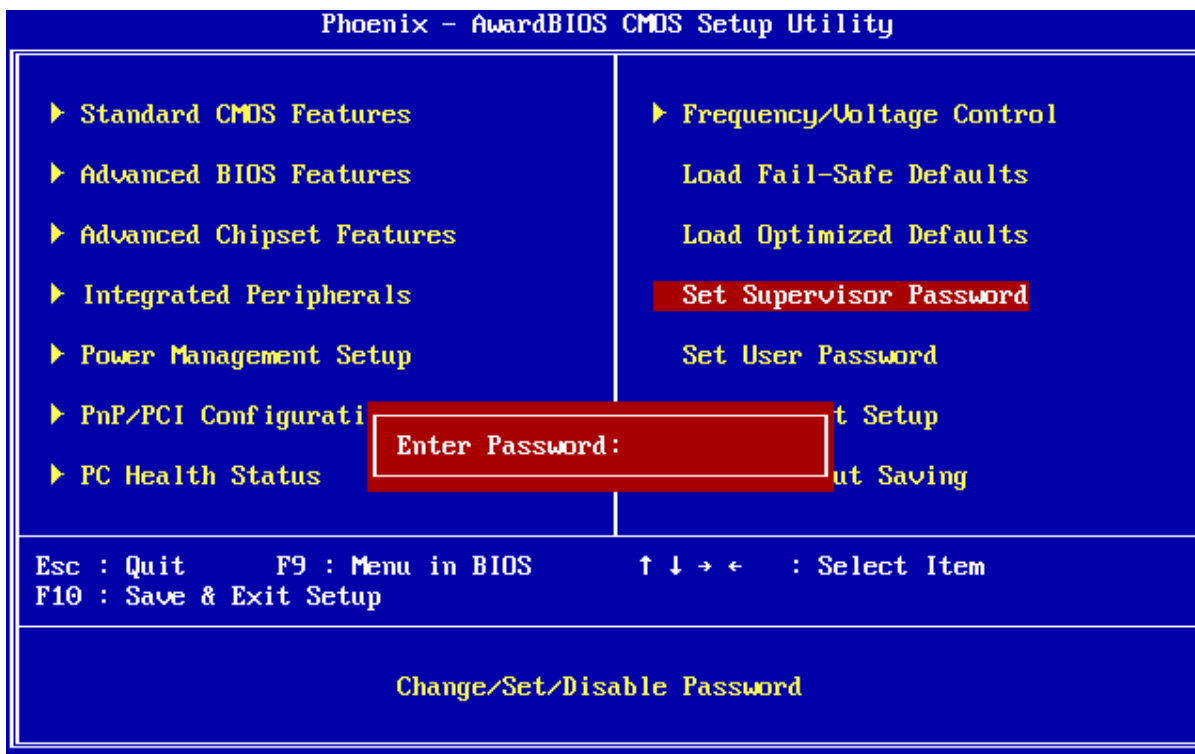 Phoenix - AwardBIOS CMOS Setup Utility
▶ Standard CMOS Features
▶ Advanced BIOS Features
▶ Advanced Chipset Features
▶ Integrated Peripherals
▶ Power Management Setup
▶ PnP/PCI Configurati
▶ PC Health Status
▶ Frequency/Voltage Control
Load Fail-Safe Defaults
Load Optimized Defaults
Set Supervisor Password
Set User Password
t Setup
ut Saving
Enter Password:
Esc : Quit F9 : Menu in BIOS ↑ ↓ → ← : Select Item
F10 : Save & Exit Setup
Change/Set/Disable Password